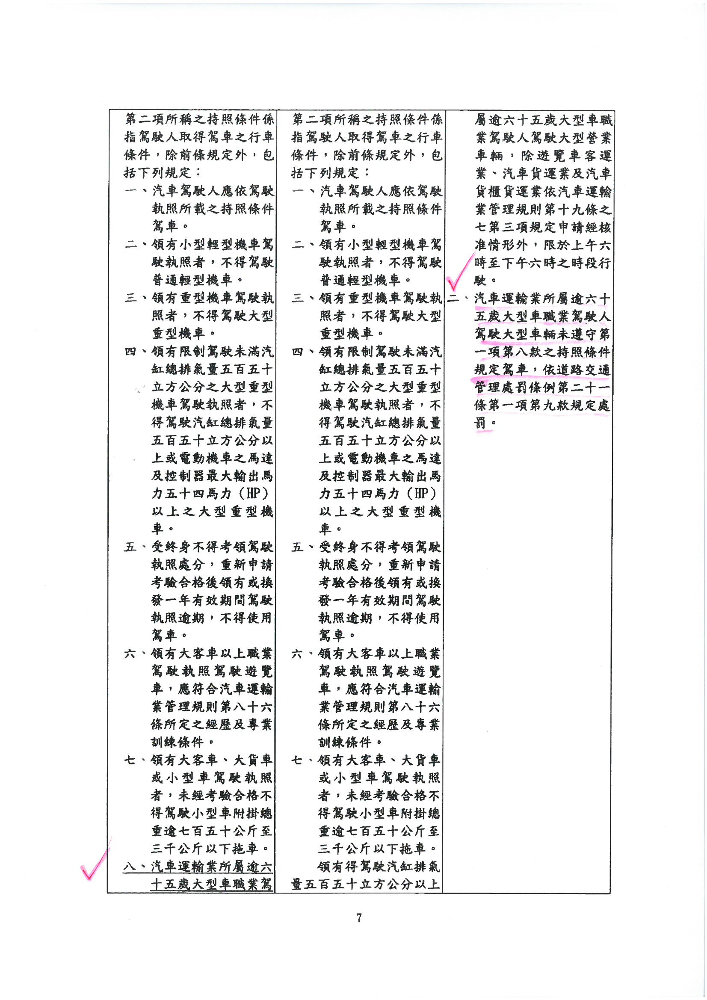 第二項所稱之持照條件係
指駕駛人取得駕車之行車
條件，除前條規定外，包
括下列規定：
一、汽車駕駛人應依駕駛
執照所載之持照條件
駕車。
二、領有小型輕型機車駕
駛執照者，不得駕駛
普通輕型機車。
三、領有重型機車駕駛執
照者，不得駕駛大型
重型機車。
四、領有限制駕駛未滿汽
缸總排氣量五百五十
立方公分之大型重型
機車駕駛執照者，不
得駕駛汽缸總排氣量
五百五十立方公分以
上或電動機車之馬達
及控制器最大輸出馬
力五十四馬力（HP）
以上之大型重型機
車。
五、受終身不得考領駕駛
執照處分，重新申請
考驗合格後領有或換
發一年有效期間駕駛
執照逾期，不得使用
駕車。
六、領有大客車以上職業
駕駛執照駕駛遊覽
車，應符合汽車運輸
業管理規則第八十六
條所定之經歷及專業
訓練條件。
七、領有大客車、大貨車
或小型車駕駛執照
者，未經考驗合格不
得駕駛小型車附掛總
重逾七百五十公斤至
三千公斤以下拖車。
八、汽車運輸業所屬逾六
十五歲大型車職業駕
第二項所稱之持照條件係
指駕駛人取得駕車之行車
條件，除前條規定外，包
括下列規定：
一、汽車駕駛人應依駕駛
執照所載之持照條件
駕車。
二、領有小型輕型機車駕
駛執照者，不得駕駛
普通輕型機車。
三、領有重型機車駕駛執
照者，不得駕駛大型
重型機車。
四、領有限制駕駛未滿汽
缸總排氣量五百五十
立方公分之大型重型
機車駕駛執照者，不
得駕駛汽缸總排氣量
五百五十立方公分以
上或電動機車之馬達
及控制器最大輸出馬
力五十四馬力（HP）
以上之大型重型機
車。
五、受終身不得考領駕駛
執照處分，重新申請
考驗合格後領有或換
發一年有效期間駕駛
執照逾期，不得使用
駕車。
六、領有大客車以上職業
駕駛執照駕駛遊覽
車，應符合汽車運輸
業管理規則第八十六
條所定之經歷及專業
訓練條件。
七、領有大客車、大貨車
或小型車駕駛執照
者，未經考驗合格不
得駕駛小型車附掛總
重逾七百五十公斤至
三千公斤以下拖車。
領有得駕駛汽缸排氣
量五百五十立方公分以上
屬逾六十五歲大型車職
業駕駛人駕駛大型營業
車輛，除遊覽車客運
業、汽車貨運業及汽車
貨櫃貨運業依汽車運輸
業管理規則第十九條之
七第三項規定申請經核
准情形外，限於上午六
時至下午六時之時段行
駛。
二、汽車運輸業所屬逾六十
五歲大型車職業駕駛人
駕駛大型車輛未遵守第
一項第八款之持照條件
規定駕車，依道路交通
管理處罰條例第二十一
條第一項第九款規定處
罰。
7